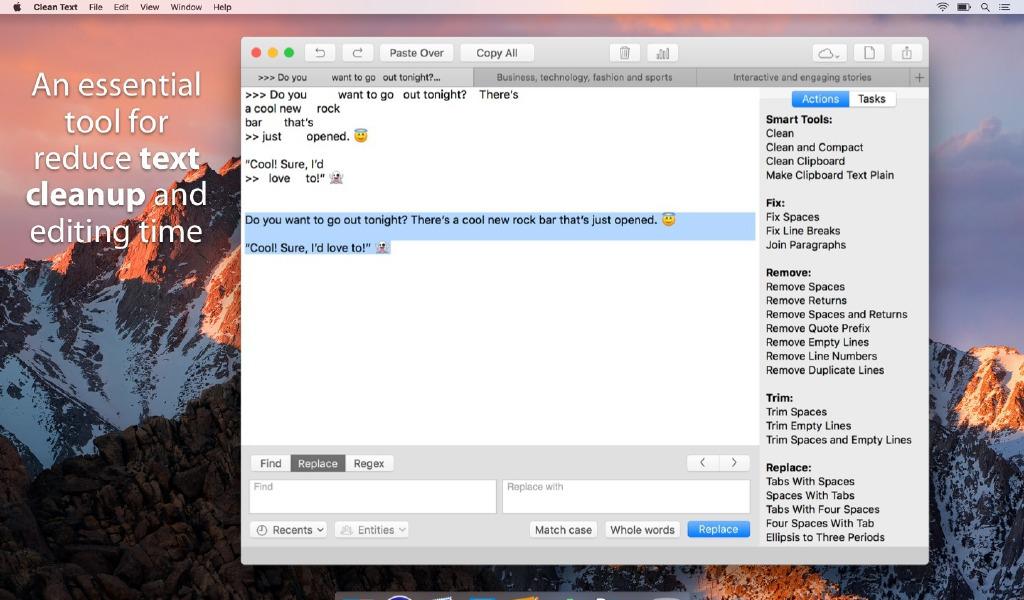 Clean Text File Edit View Window Help
An essential
tool for
reduce text
cleanup and
editing time
Paste Over Copy All
>>> Do you want to go out tonight?...
Business, technology, fashion and sports
Interactive and engaging stories
>>> Do you want to go out tonight? There's
a cool new rock
bar that's
>> just opened. 😇
“Cool! Sure, I'd
>> love to!” 👻
Do you want to go out tonight? There's a cool new rock bar that's just opened. 😇
“Cool! Sure, I'd love to!” 👻
Actions Tasks
Smart Tools:
Clean
Clean and Compact
Clean Clipboard
Make Clipboard Text Plain
Fix:
Fix Spaces
Fix Line Breaks
Join Paragraphs
Remove:
Remove Spaces
Remove Returns
Remove Spaces and Returns
Remove Quote Prefix
Remove Empty Lines
Remove Line Numbers
Remove Duplicate Lines
Trim:
Trim Spaces
Trim Empty Lines
Trim Spaces and Empty Lines
Replace:
Tabs With Spaces
Spaces With Tabs
Tabs With Four Spaces
Four Spaces With Tab
Ellipsis to Three Periods
Find Replace Regex
Find
Replace with
Recents Entities Match case Whole words Replace